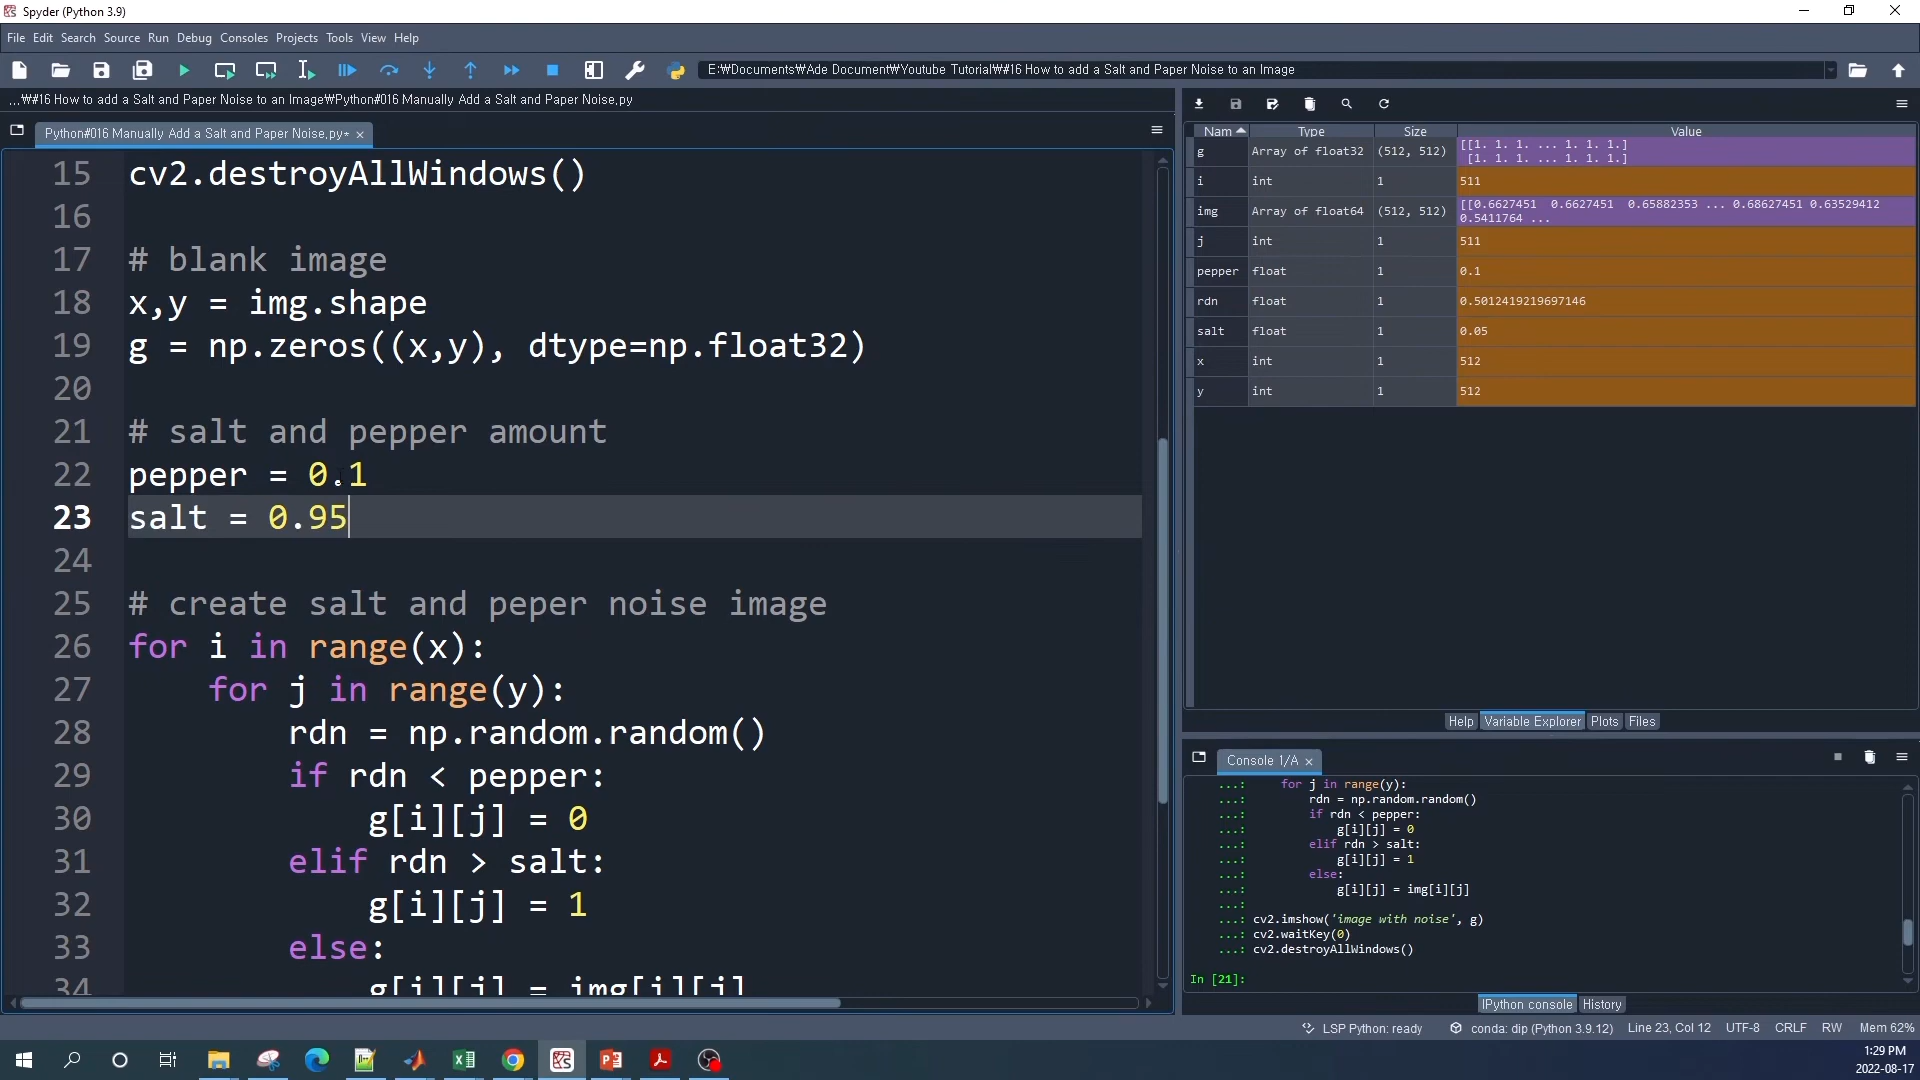 Spyder (Python 3.9)
File Edit Search Source Run Debug Consoles Projects Tools View Help
E:₩Documents₩Ade Document₩Youtube Tutorial₩#16 How to add a Salt and Paper Noise to an Image
...₩#16 How to add a Salt and Paper Noise to an Image₩Python#016 Manually Add a Salt and Paper Noise.py
Python#016 Manually Add a Salt and Paper Noise.py*
15 cv2.destroyAllWindows()
16
17 # blank image
18 x,y = img.shape
19 g = np.zeros((x,y), dtype=np.float32)
20
21 # salt and pepper amount
22 pepper = 0.1
23 salt = 0.95
24
25 # create salt and peper noise image
26 for i in range(x):
27 for j in range(y):
28 rdn = np.random.random()
29 if rdn < pepper:
30 g[i][j] = 0
31 elif rdn > salt:
32 g[i][j] = 1
33 else:
34 g[i][j] = img[i][j]
Nam Type Size Value
g Array of float32 (512, 512) [[1. 1. 1. ... 1. 1. 1.]
[1. 1. 1. ... 1. 1. 1.]
i int 1 511
img Array of float64 (512, 512) [[0.6627451 0.6627451 0.65882353 ... 0.68627451 0.63529412
0.5411764 ...
j int 1 511
pepper float 1 0.1
rdn float 1 0.5012419219697146
salt float 1 0.05
x int 1 512
y int 1 512
Help Variable Explorer Plots Files
Console 1/A
...: for j in range(y):
...: rdn = np.random.random()
...: if rdn < pepper:
...: g[i][j] = 0
...: elif rdn > salt:
...: g[i][j] = 1
...: else:
...: g[i][j] = img[i][j]
...:
...: cv2.imshow('image with noise', g)
...: cv2.waitKey(0)
...: cv2.destroyAllWindows()
In [21]:
IPython console History
LSP Python: ready conda: dip (Python 3.9.12) Line 23, Col 12 UTF-8 CRLF RW Mem 62%
1:29 PM
2022-08-17